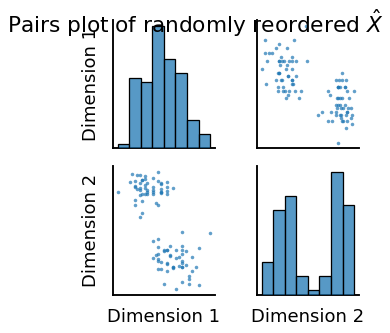 Pairs plot of randomly reordered X̂
Dimension 1
Dimension 2
Dimension 1
Dimension 2